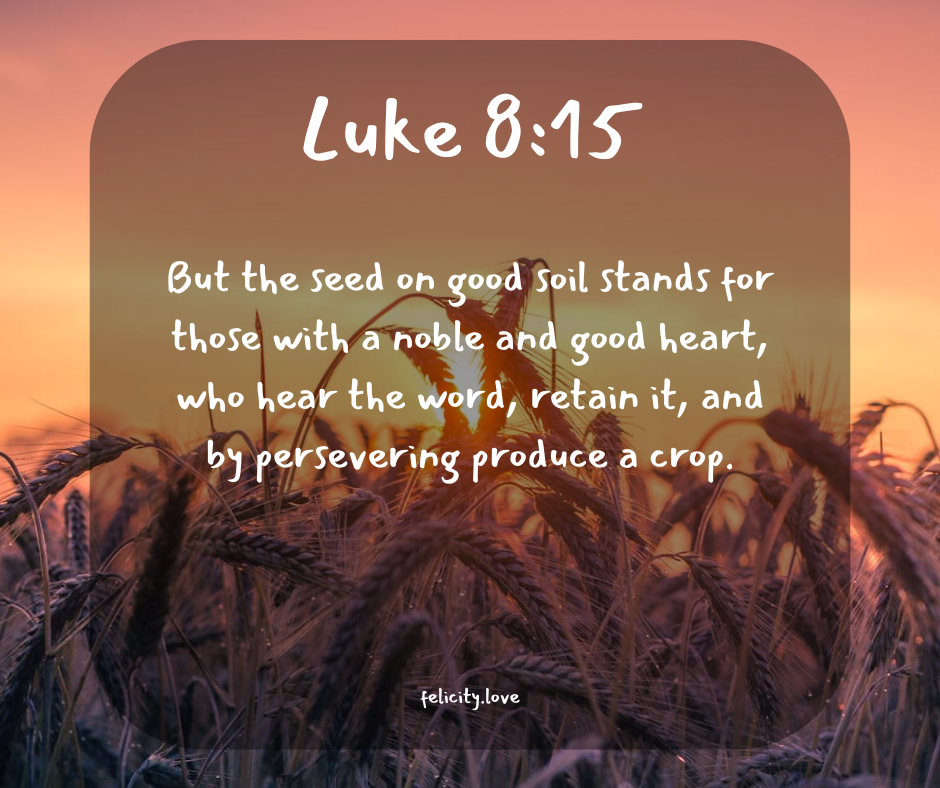 Luke 8:15
But the seed on good soil stands for
those with a noble and good heart,
who hear the word, retain it, and
by persevering produce a crop.
felicity.love